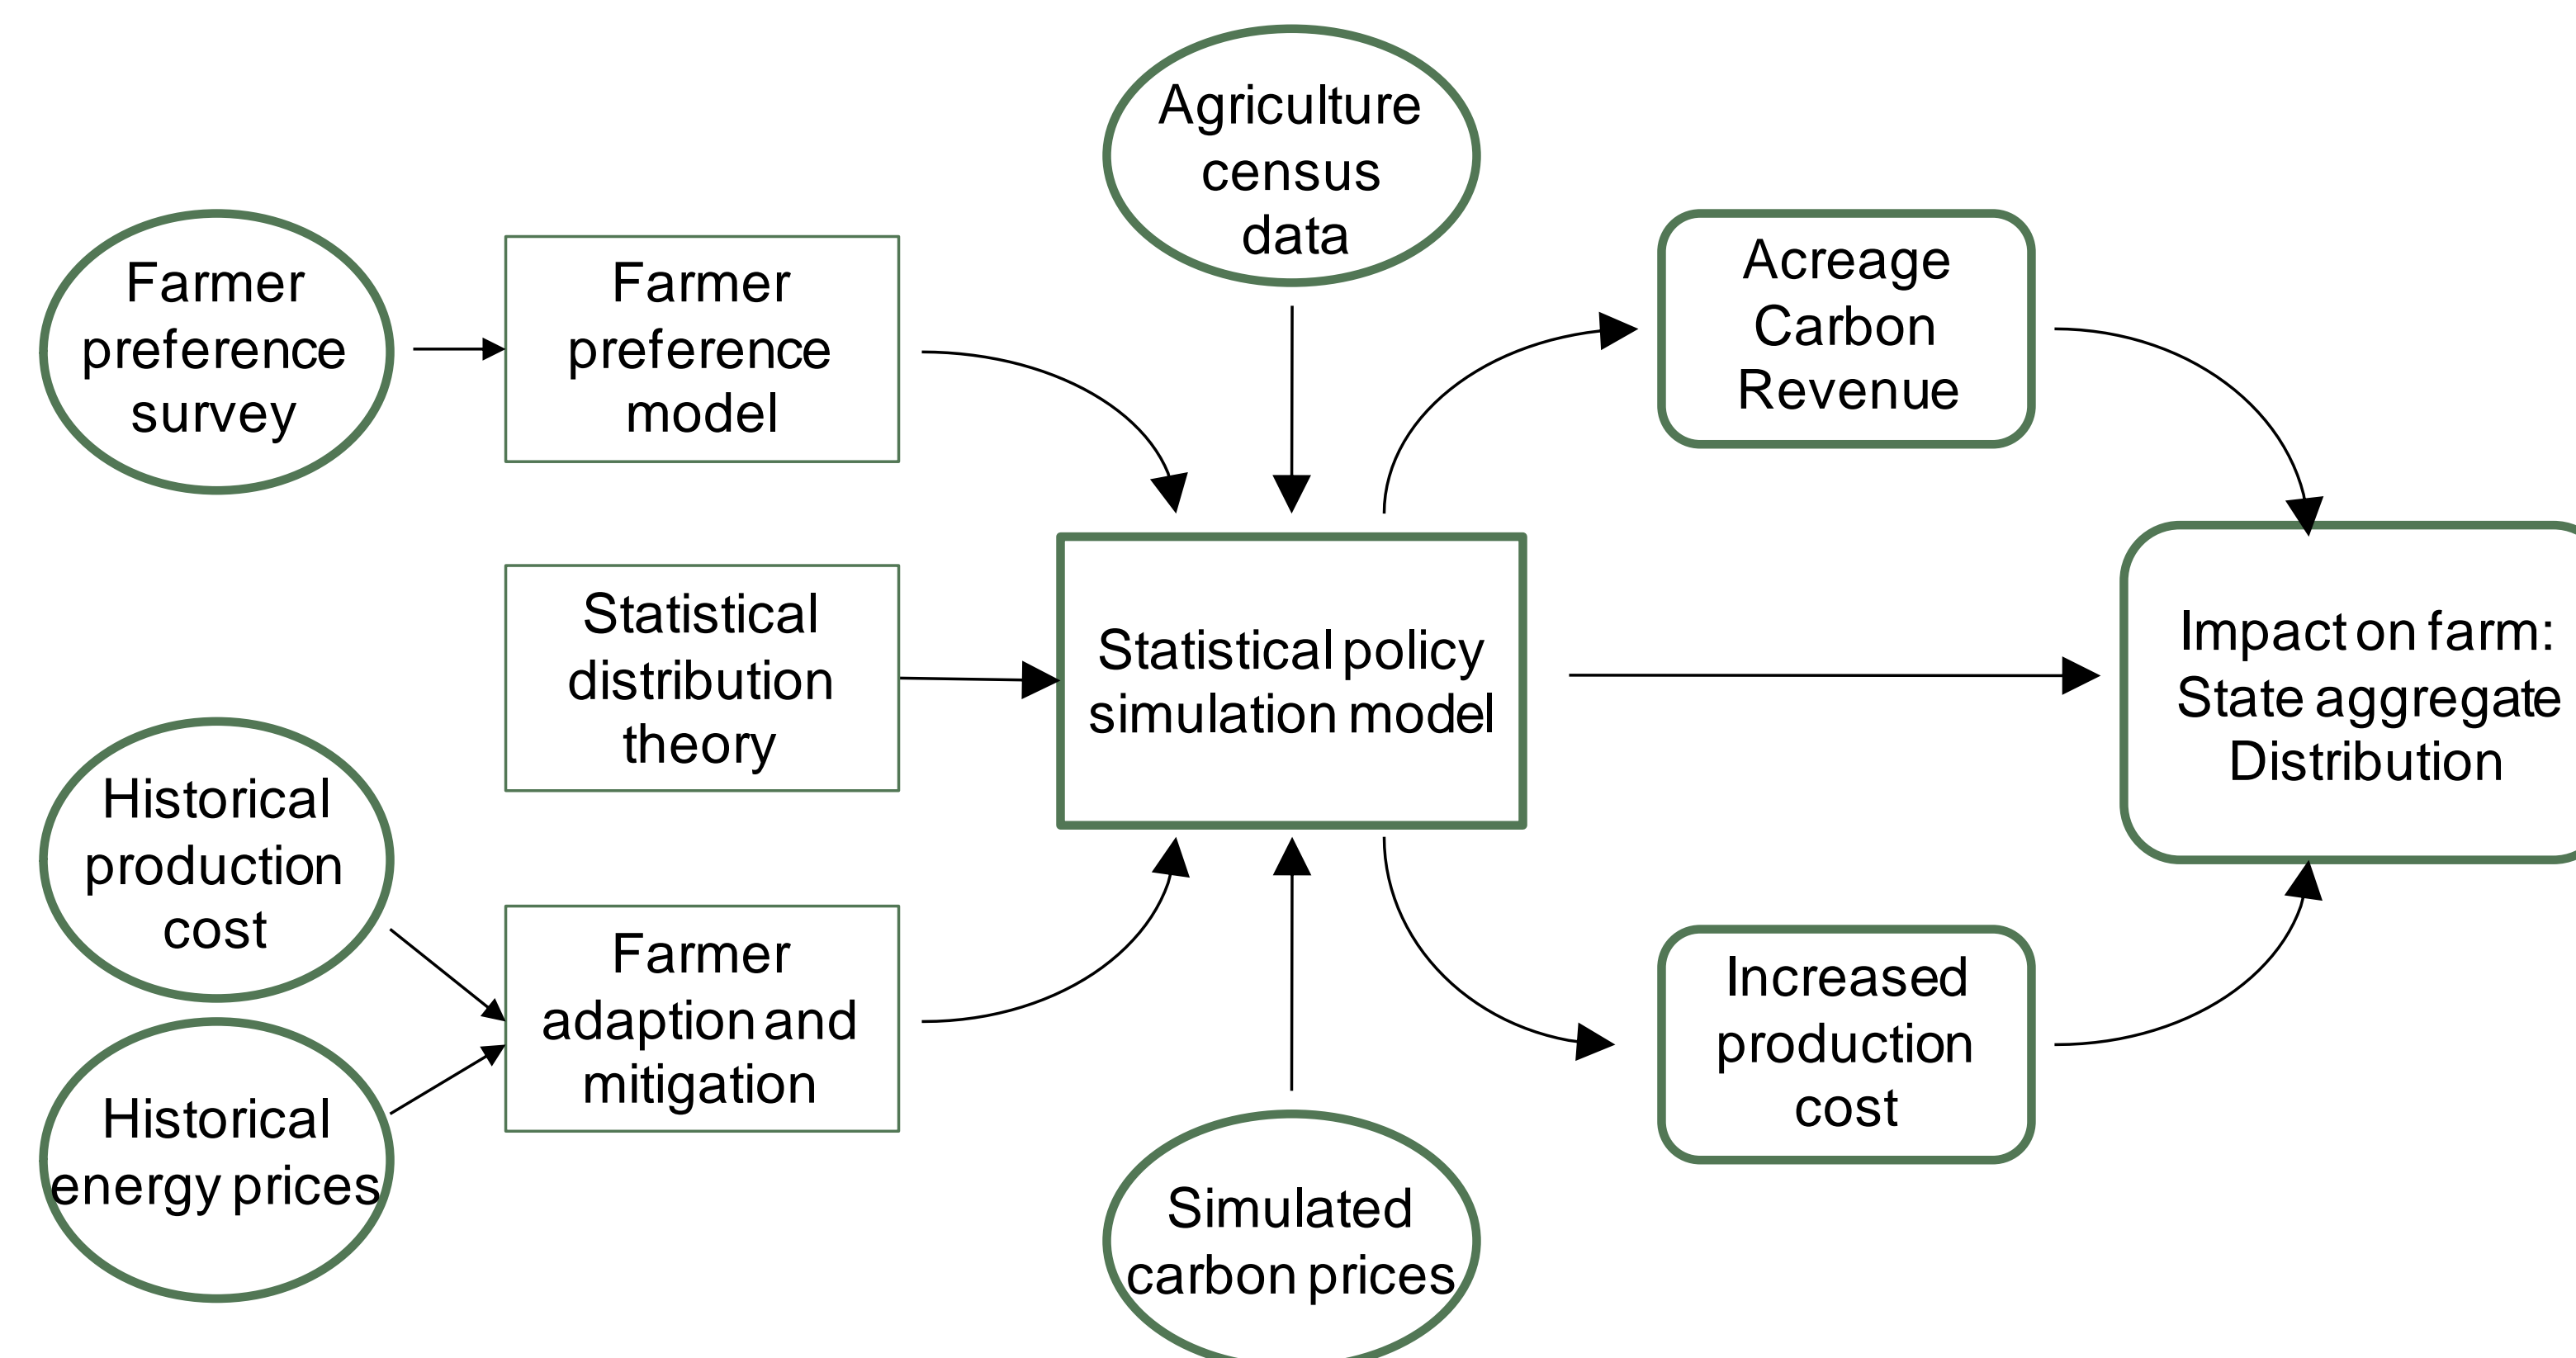 Agriculture
census
data
Farmer
preference
survey
Farmer
preference
model
Acreage
Carbon
Revenue
Statistical
distribution
theory
Statistical policy
simulation model
Impact on farm:
State aggregate
Distribution
Historical
production
cost
Farmer
adaption and
mitigation
Increased
production
cost
Historical
energy prices
Simulated
carbon prices